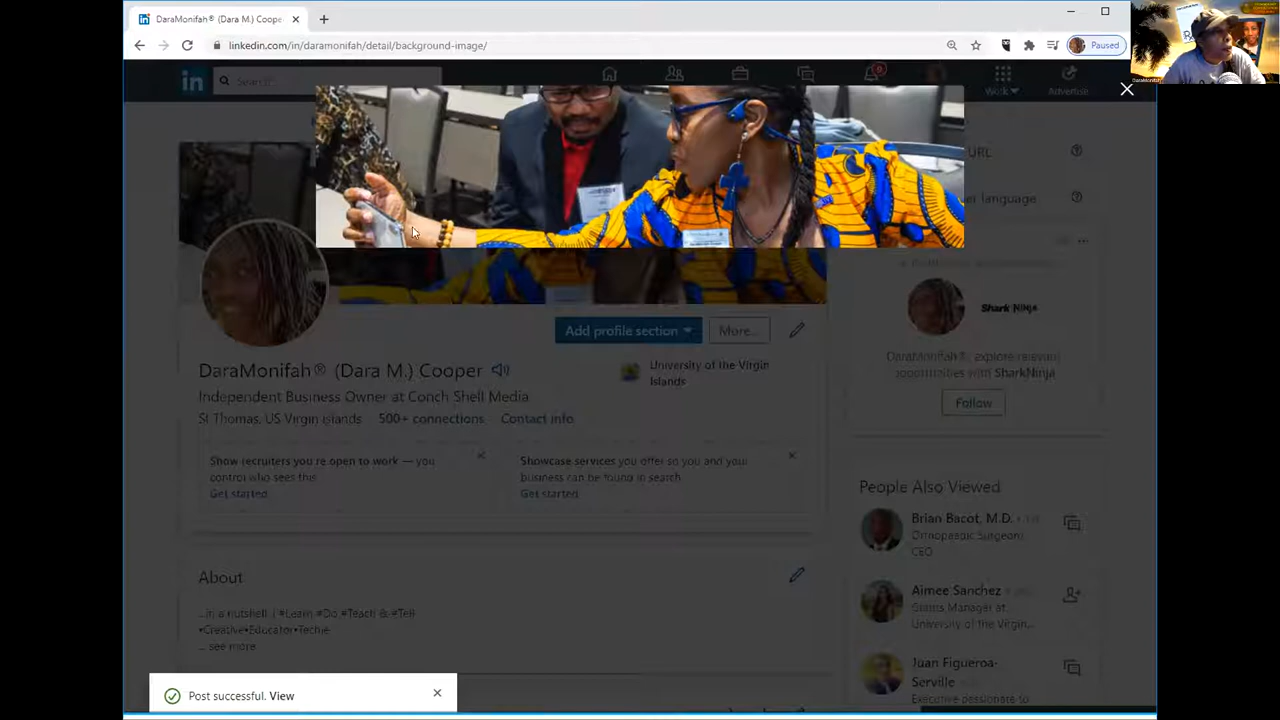 DaraMonifah® (Dara M.) Coope
linkedin.com/in/daramonifah/detail/background-image/
Paused
in
Search
9
Work
Advertise
URL
language
Add profile section
More...
DaraMonifah® (Dara M.) Cooper
University of the Virgin
Islands
Independent Business Owner at Conch Shell Media
St Thomas, US Virgin Islands
500+ connections
Contact info
Show recruiters you're open to work — you
control who sees this.
Get started
Showcase services you offer so you and your
business can be found in search.
Get started
Shark NINJA
DaraMonifah®, explore relevant
opportunities with SharkNinja
Follow
About
...in a nutshell | #Learn #Do #Teach & #Tell
•Creative•Educator•Techie
... see more
People Also Viewed
Brian Bacot, M.D.
Orthopaedic Surgeon,
CEO
Aimee Sanchez
Grants Manager at
University of the Virgin...
Juan Figueroa-
Serville
Executive passionate to
Post successful. View